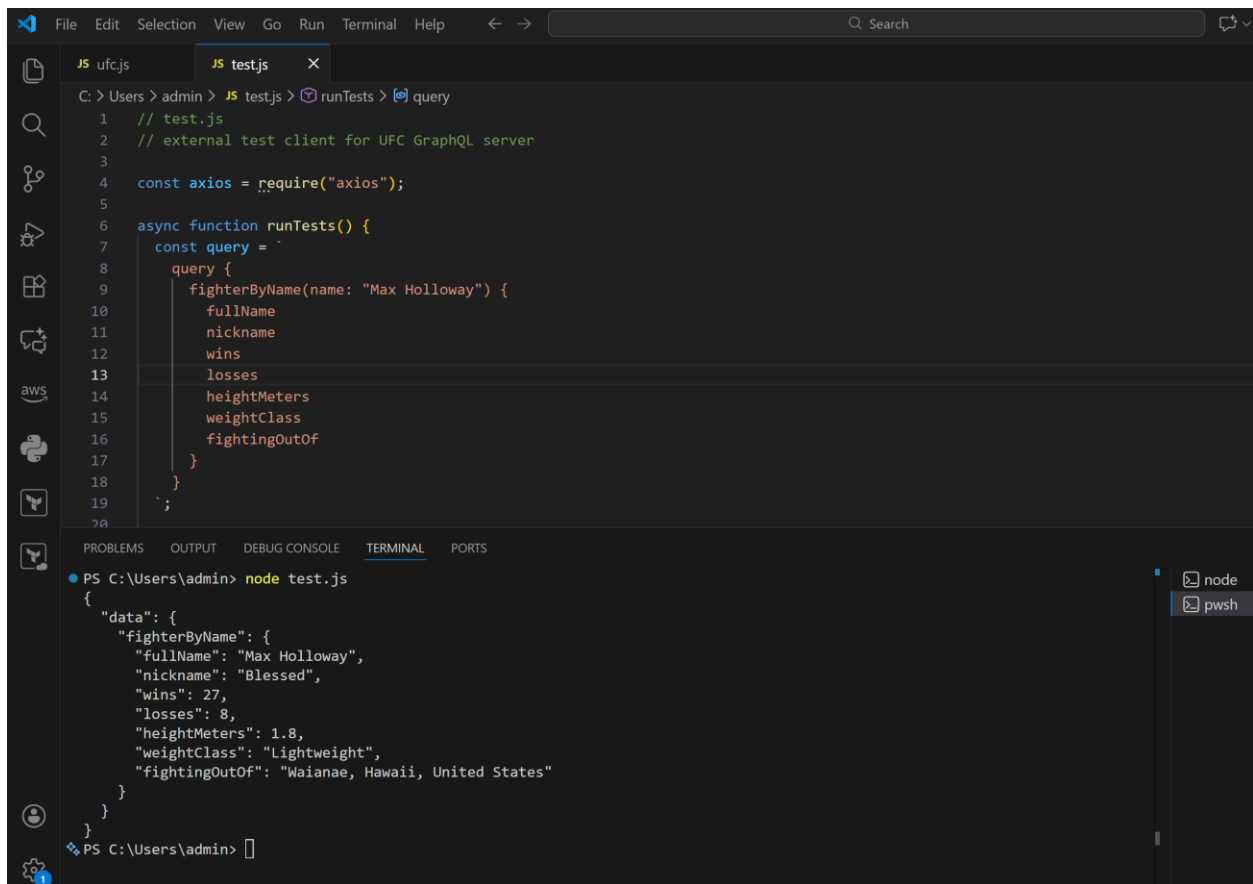 File Edit Selection View Go Run Terminal Help Search
JS ufc.js JS test.js
C: > Users > admin > JS test.js > runTests > query
1 // test.js
2 // external test client for UFC GraphQL server
3
4 const axios = require("axios");
5
6 async function runTests() {
7 const query = `
8 query {
9 fighterByName(name: "Max Holloway") {
10 fullName
11 nickname
12 wins
13 losses
14 heightMeters
15 weightClass
16 fightingOutOf
17 }
18 }
19 `;
20
aws
PROBLEMS OUTPUT DEBUG CONSOLE TERMINAL PORTS
PS C:\Users\admin> node test.js
{
"data": {
"fighterByName": {
"fullName": "Max Holloway",
"nickname": "Blessed",
"wins": 27,
"losses": 8,
"heightMeters": 1.8,
"weightClass": "Lightweight",
"fightingOutOf": "Waianae, Hawaii, United States"
}
}
}
PS C:\Users\admin>
node
pwsh
1